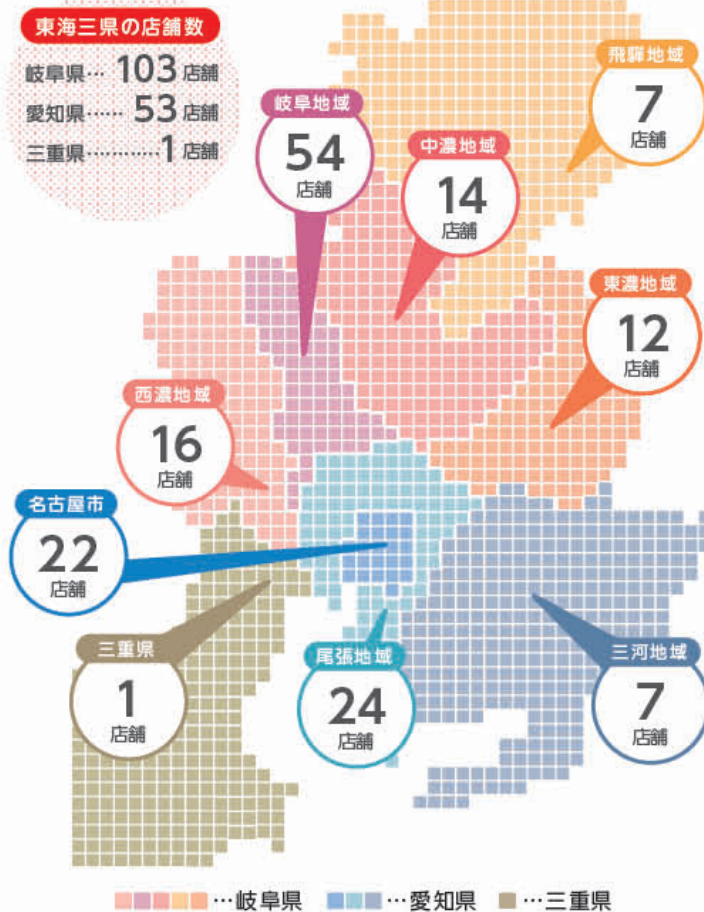 東海三県の店舗数
岐阜県… 103 店舗
愛知県…… 53 店舗
三重県…………1 店舗
飛騨地域
7
店舗
岐阜地域
54
店舗
中濃地域
14
店舗
東濃地域
12
店舗
西濃地域
16
店舗
名古屋市
22
店舗
三重県
1
店舗
尾張地域
24
店舗
三河地域
7
店舗
…岐阜県 …愛知県 …三重県